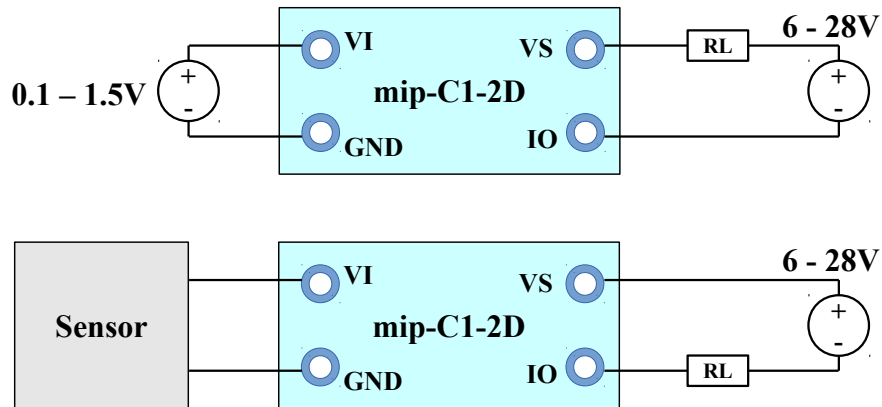 VI
VS
RL
6 - 28V
+
-
0.1 – 1.5V
mip-C1-2D
+
-
GND
IO
Sensor
VI
VS
6 - 28V
mip-C1-2D
+
-
GND
IO
RL